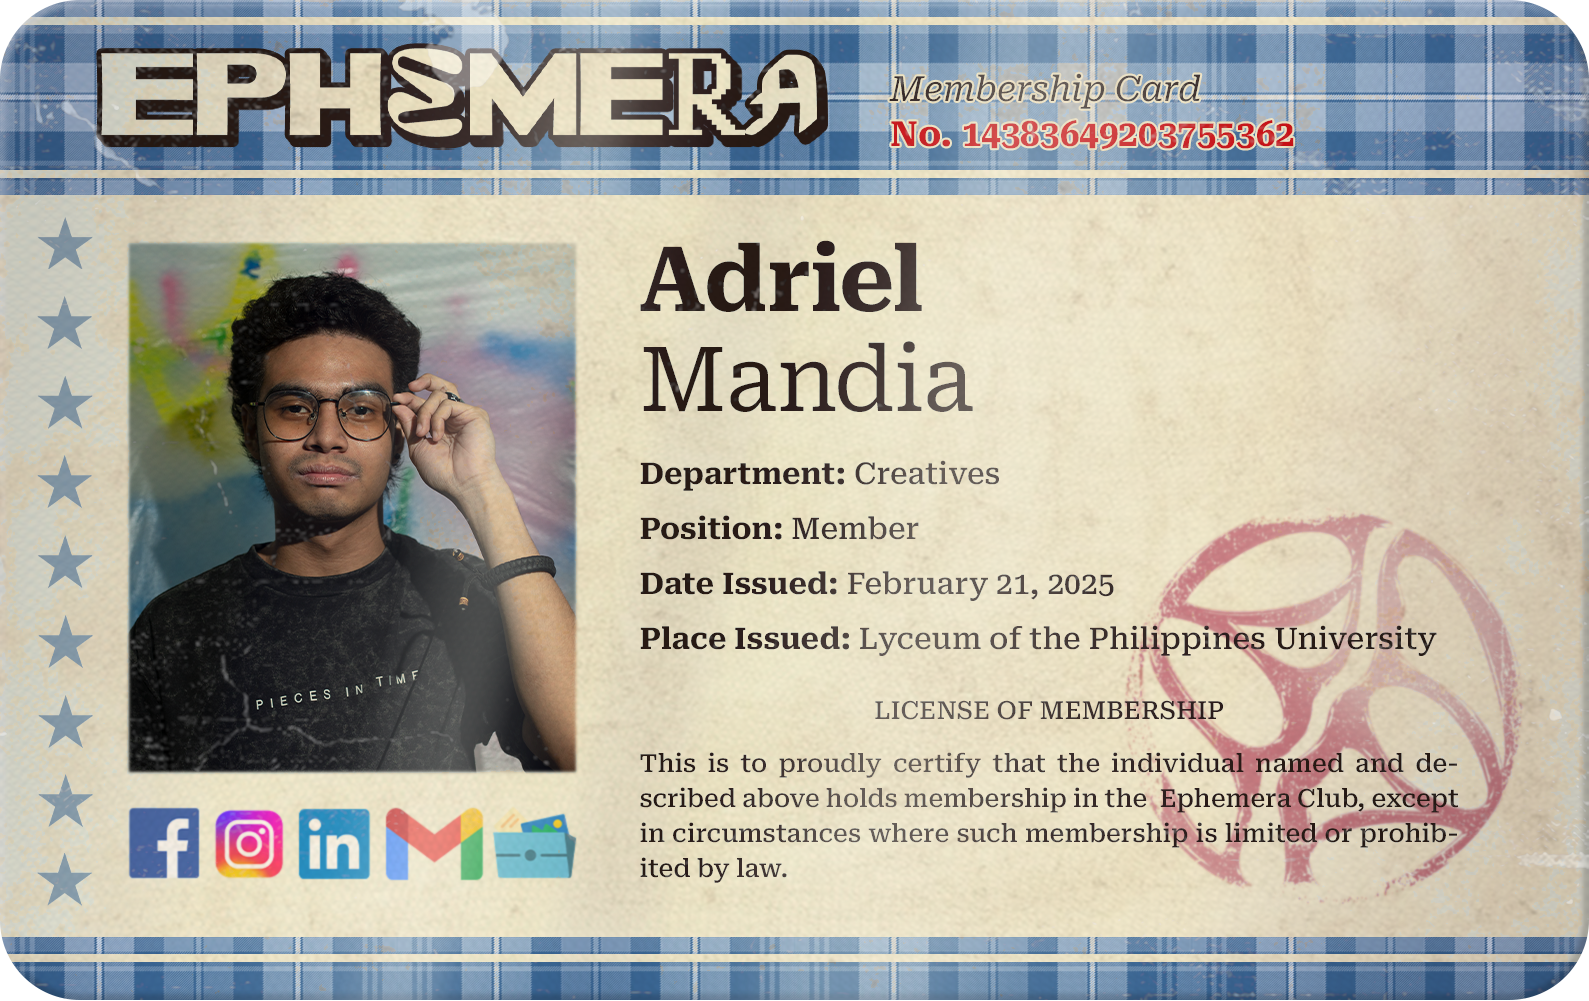 EPHEMERA
Membership Card
No. 14383649203755362
Adriel
Mandia
Department: Creatives
Position: Member
Date Issued: February 21, 2025
Place Issued: Lyceum of the Philippines University
LICENSE OF MEMBERSHIP
This is to proudly certify that the individual named and de-
scribed above holds membership in the Ephemera Club, except
in circumstances where such membership is limited or prohib-
ited by law.
PIECES IN TIME
f
in